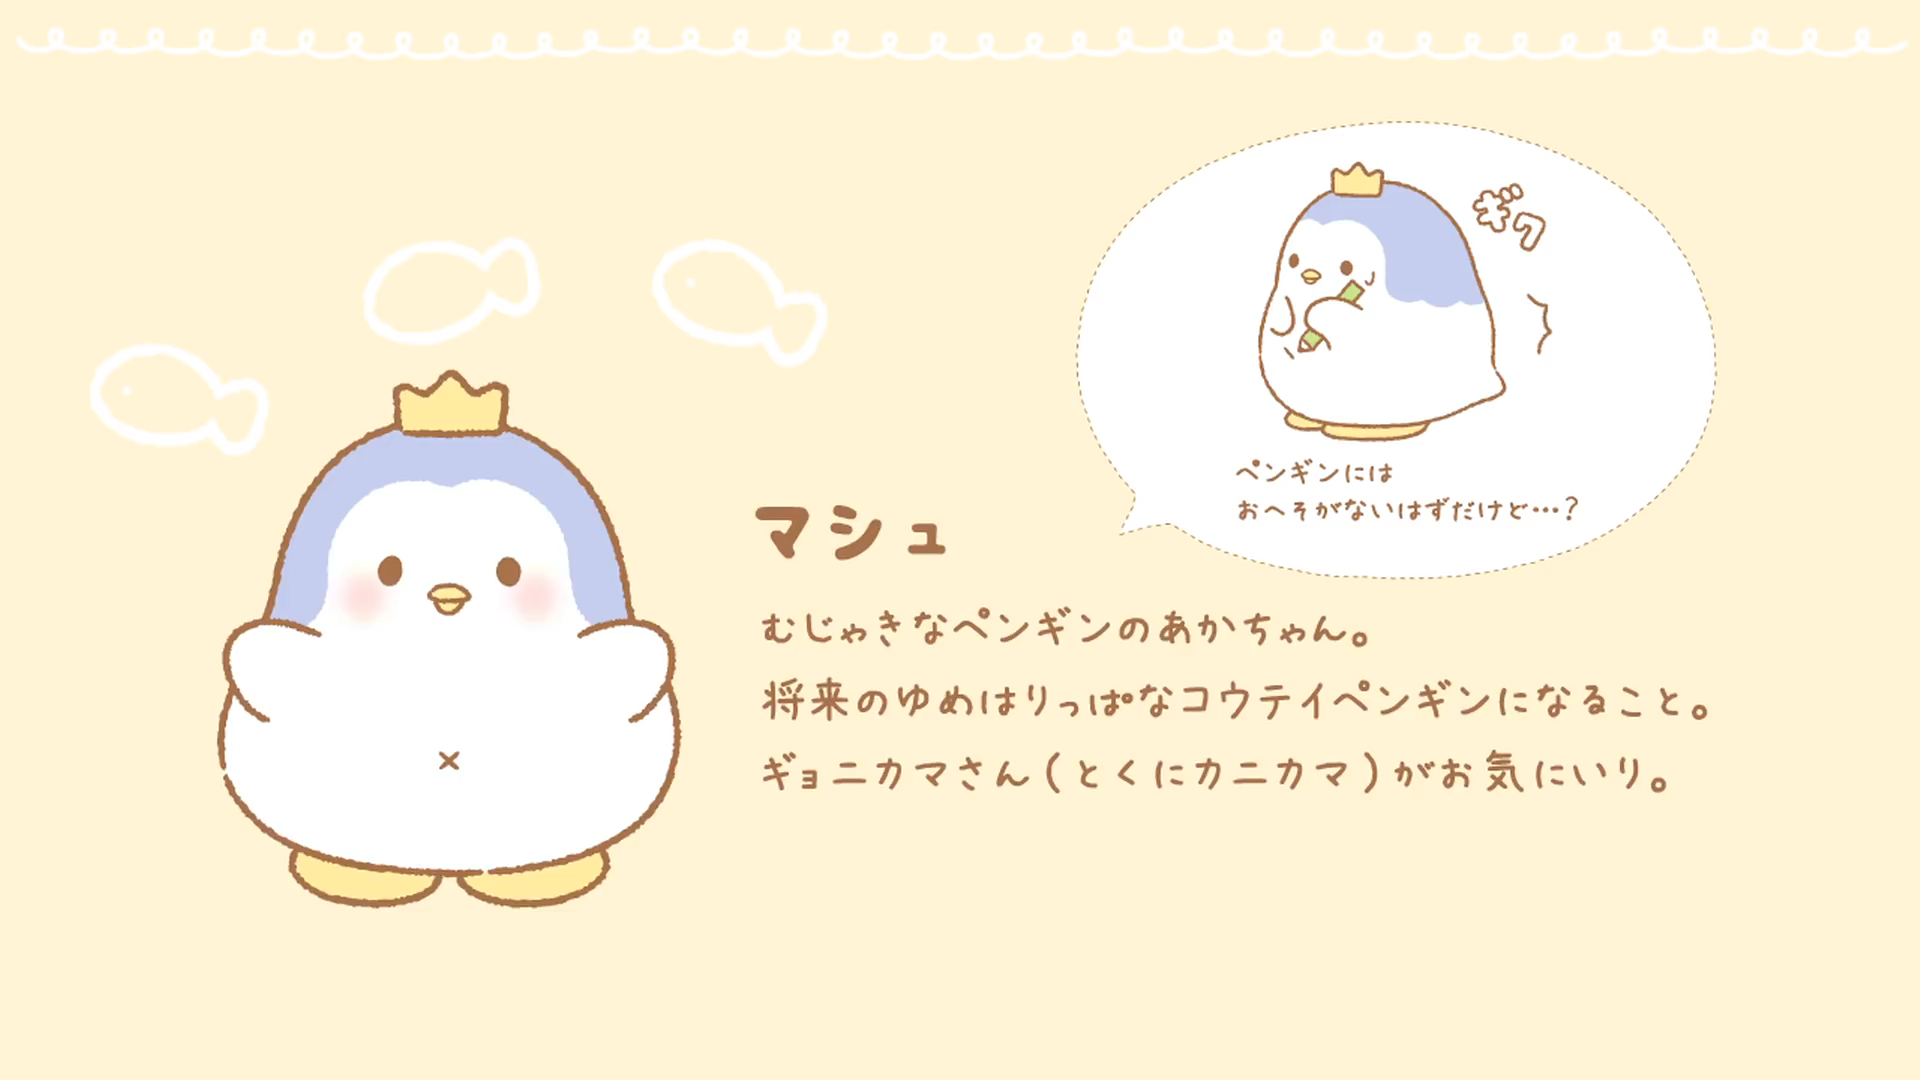 ギク
ペンギンには
おへそがないはずだけど…?
マシュ
むじゃきなペンギンのあかちゃん。
将来のゆめはりっぱなコウテイペンギンになること。
ギョニカマさん(とくにカニカマ)がお気にいり。